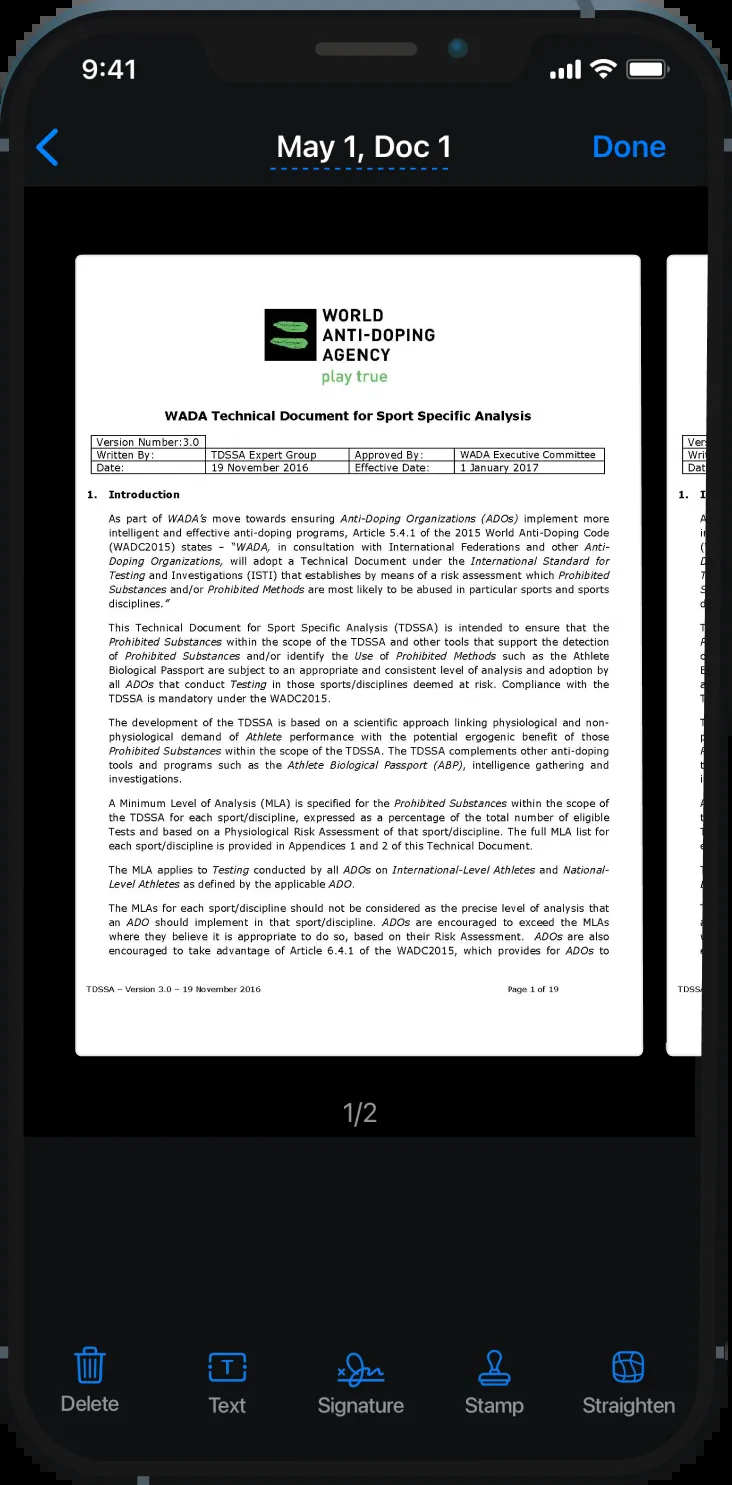 9:41
May 1, Doc 1
Done
WORLD
ANTI-DOPING
AGENCY
play true
WADA Technical Document for Sport Specific Analysis
Version Number:3.0
Written By: TDSSA Expert Group Approved By: WADA Executive Committee
Date: 19 November 2016 Effective Date: 1 January 2017
1. Introduction
As part of WADA's move towards ensuring Anti-Doping Organizations (ADOs) implement more
intelligent and effective anti-doping programs, Article 5.4.1 of the 2015 World Anti-Doping Code
(WADC2015) states – "WADA, in consultation with International Federations and other Anti-
Doping Organizations, will adopt a Technical Document under the International Standard for
Testing and Investigations (ISTI) that establishes by means of a risk assessment which Prohibited
Substances and/or Prohibited Methods are most likely to be abused in particular sports and sports
disciplines."
This Technical Document for Sport Specific Analysis (TDSSA) is intended to ensure that the
Prohibited Substances within the scope of the TDSSA and other tools that support the detection
of Prohibited Substances and/or identify the Use of Prohibited Methods such as the Athlete
Biological Passport are subject to an appropriate and consistent level of analysis and adoption by
all ADOs that conduct Testing in those sports/disciplines deemed at risk. Compliance with the
TDSSA is mandatory under the WADC2015.
The development of the TDSSA is based on a scientific approach linking physiological and non-
physiological demand of Athlete performance with the potential ergogenic benefit of those
Prohibited Substances within the scope of the TDSSA. The TDSSA complements other anti-doping
tools and programs such as the Athlete Biological Passport (ABP), intelligence gathering and
investigations.
A Minimum Level of Analysis (MLA) is specified for the Prohibited Substances within the scope of
the TDSSA for each sport/discipline, expressed as a percentage of the total number of eligible
Tests and based on a Physiological Risk Assessment of that sport/discipline. The full MLA list for
each sport/discipline is provided in Appendices 1 and 2 of this Technical Document.
The MLA applies to Testing conducted by all ADOs on International-Level Athletes and National-
Level Athletes as defined by the applicable ADO.
The MLAs for each sport/discipline should not be considered as the precise level of analysis that
an ADO should implement in that sport/discipline. ADOs are encouraged to exceed the MLAs
where they believe it is appropriate to do so, based on their Risk Assessment. ADOs are also
encouraged to take advantage of Article 6.4.1 of the WADC2015, which provides for ADOs to
TDSSA – Version 3.0 – 19 November 2016 Page 1 of 19
1/2
Delete
Text
Signature
Stamp
Straighten